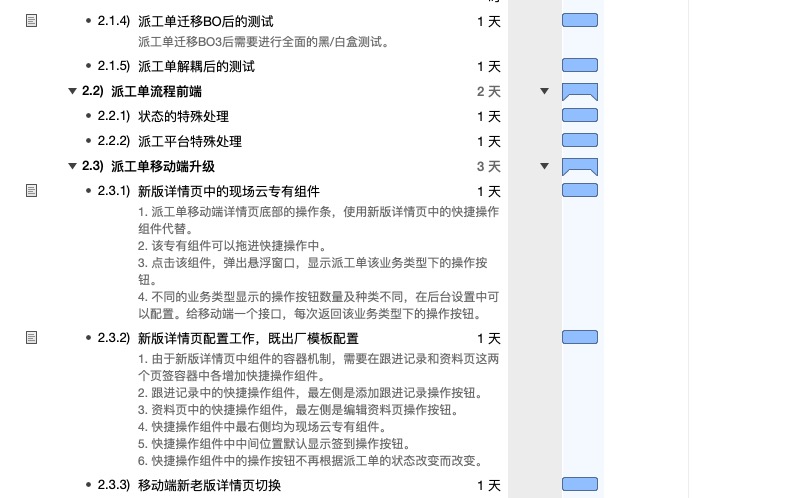 2.1.4) 派工单迁移BO后的测试 1 天
派工单迁移BO3后需要进行全面的黑/白盒测试。
2.1.5) 派工单解耦后的测试 1 天
2.2) 派工单流程前端 2 天
2.2.1) 状态的特殊处理 1 天
2.2.2) 派工平台特殊处理 1 天
2.3) 派工单移动端升级 3 天
2.3.1) 新版详情页中的现场云专有组件 1 天
1. 派工单移动端详情页底部的操作条，使用新版详情页中的快捷操作
组件代替。
2. 该专有组件可以拖进快捷操作中。
3. 点击该组件，弹出悬浮窗口，显示派工单该业务类型下的操作按
钮。
4. 不同的业务类型显示的操作按钮数量及种类不同，在后台设置中可
以配置。给移动端一个接口，每次返回该业务类型下的操作按钮。
2.3.2) 新版详情页配置工作，既出厂模板配置 1 天
1. 由于新版详情页中组件的容器机制，需要在跟进记录和资料页这两
个页签容器中各增加快捷操作组件。
2. 跟进记录中的快捷操作组件，最左侧是添加跟进记录操作按钮。
3. 资料页中的快捷操作组件，最左侧是编辑资料页操作按钮。
4. 快捷操作组件中最右侧均为现场云专有组件。
5. 快捷操作组件中中间位置默认显示签到操作按钮。
6. 快捷操作组件中的操作按钮不再根据派工单的状态改变而改变。
2.3.3) 移动端新老版详情页切换 1 天